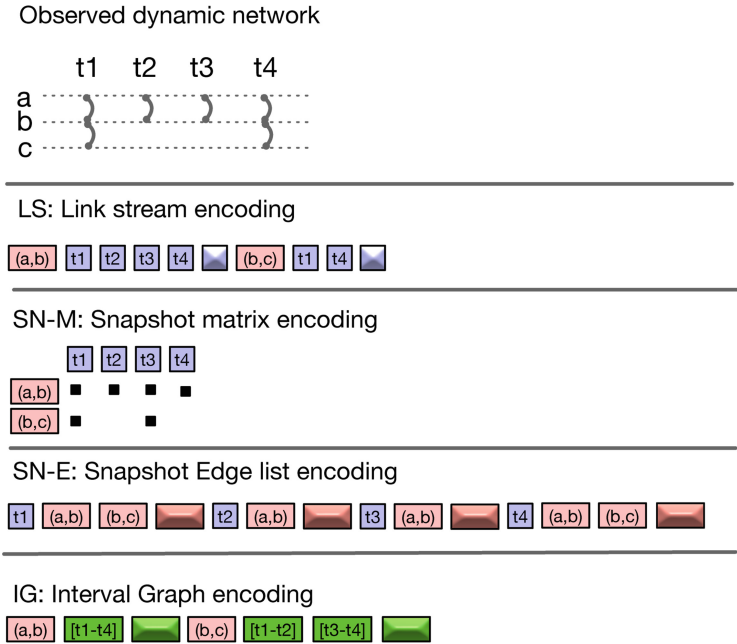 Observed dynamic network
t1 t2 t3 t4
a
b
c
LS: Link stream encoding
(a,b) t1 t2 t3 t4 (b,c) t1 t4
SN-M: Snapshot matrix encoding
t1 t2 t3 t4
(a,b)
(b,c)
SN-E: Snapshot Edge list encoding
t1 (a,b) (b,c) t2 (a,b) t3 (a,b) t4 (a,b) (b,c)
IG: Interval Graph encoding
(a,b) [t1-t4] (b,c) [t1-t2] [t3-t4]